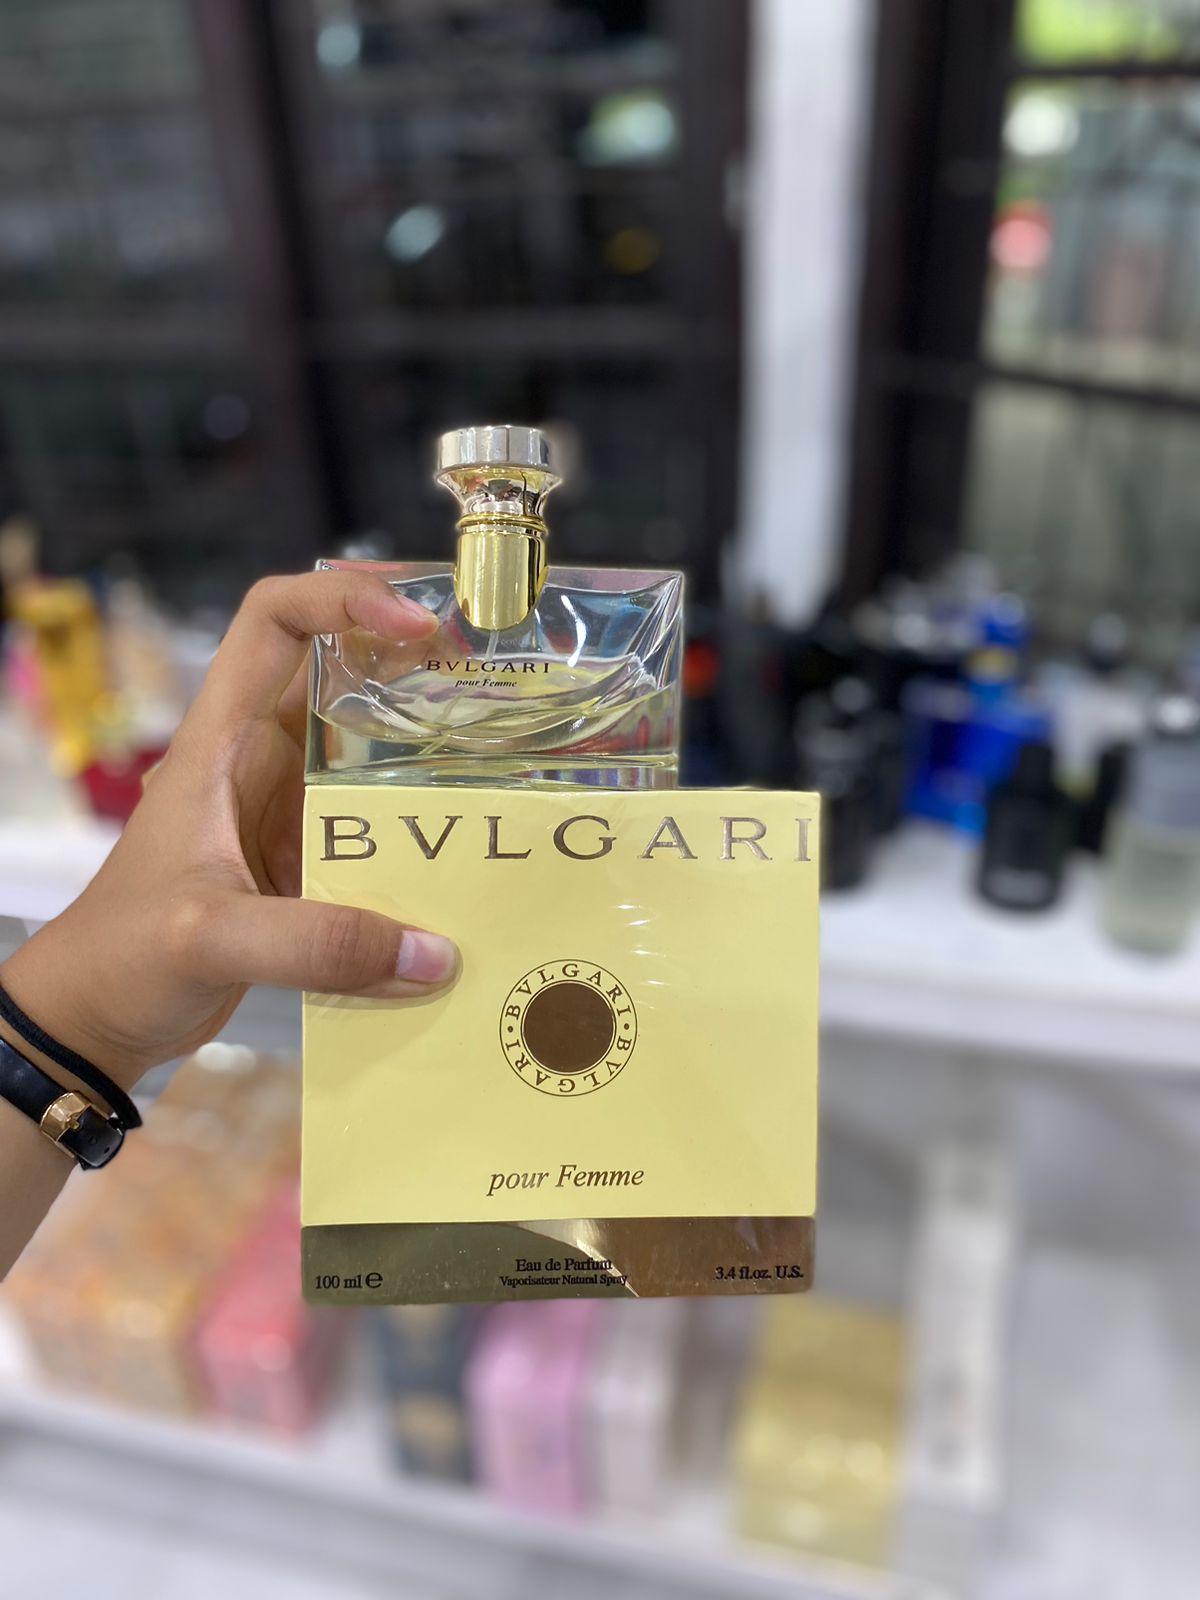 BVLGARI
pour Femme
BVLGARI
BVLGARI · BVLGARI ·
pour Femme
Eau de Parfum
100 ml ℮ Vaporisateur Natural Spray 3.4 fl.oz. U.S.